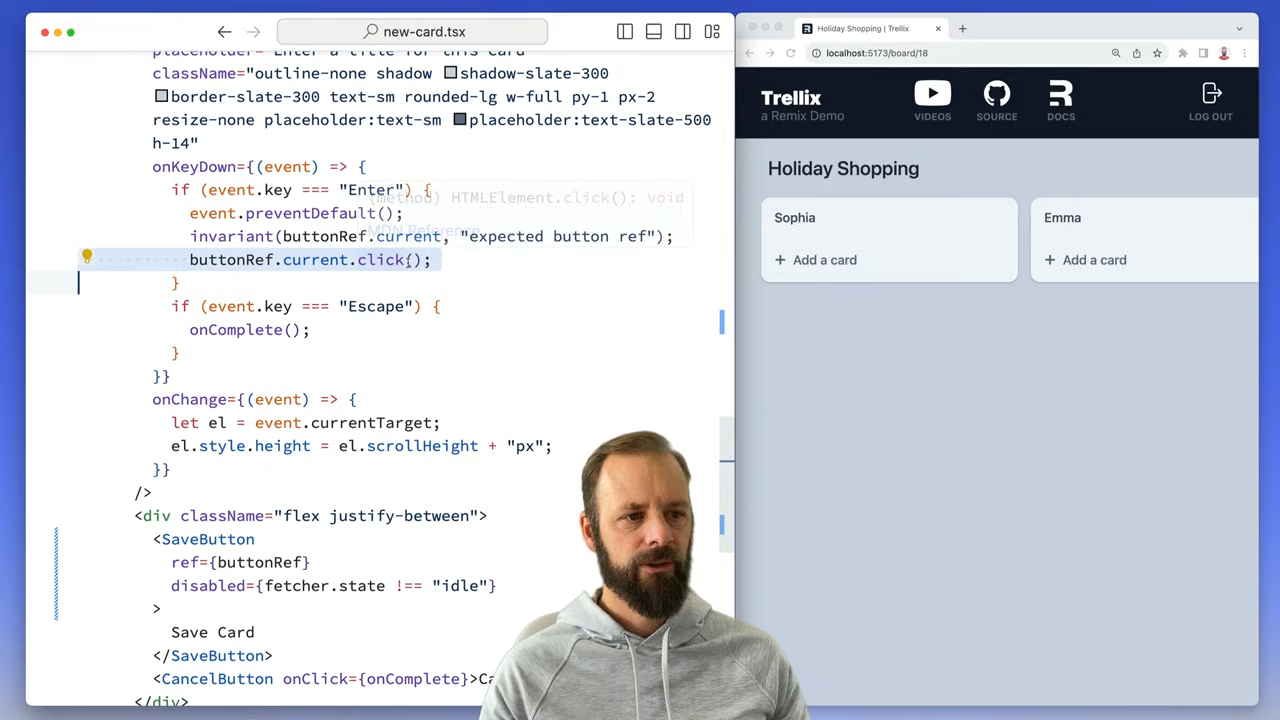 new-card.tsx
placeholder="Enter a title for this card"
className="outline-none shadow shadow-slate-300
border-slate-300 text-sm rounded-lg w-full py-1 px-2
resize-none placeholder:text-sm placeholder:text-slate-500
h-14"
onKeyDown={(event) => {
if (event.key === "Enter") {
(method) HTMLElement.click(): void
event.preventDefault();
MDN Reference
invariant(buttonRef.current, "expected button ref");
buttonRef.current.click();
}
if (event.key === "Escape") {
onComplete();
}
}}
onChange={(event) => {
let el = event.currentTarget;
el.style.height = el.scrollHeight + "px";
}}
/>
<div className="flex justify-between">
<SaveButton
ref={buttonRef}
disabled={fetcher.state !== "idle"}
>
Save Card
</SaveButton>
<CancelButton onClick={onComplete}>Ca
</div>
Holiday Shopping | Trellix
localhost:5173/board/18
Trellix
a Remix Demo
VIDEOS
SOURCE
DOCS
LOG OUT
Holiday Shopping
Sophia
+ Add a card
Emma
+ Add a card